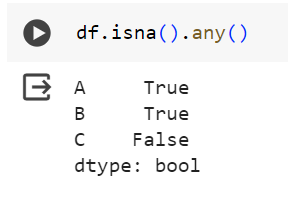 df.isna().any()
A     True
B     True
C    False
dtype: bool